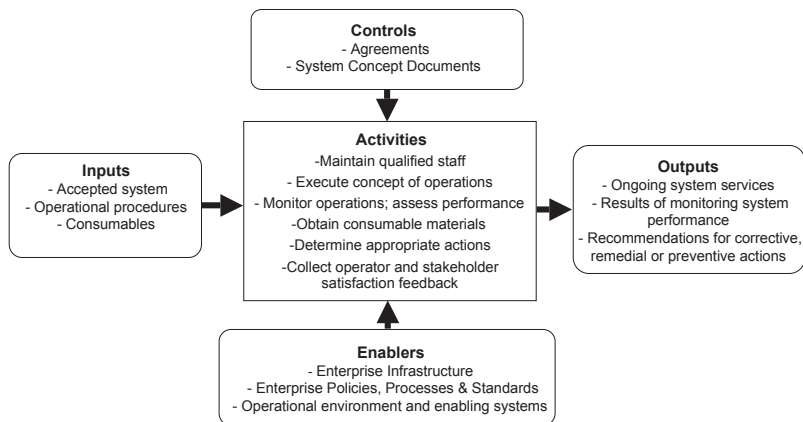 Controls
- Agreements
- System Concept Documents
Inputs
- Accepted system
- Operational procedures
- Consumables
Activities
-Maintain qualified staff
- Execute concept of operations
- Monitor operations; assess performance
-Obtain consumable materials
-Determine appropriate actions
-Collect operator and stakeholder
satisfaction feedback
Outputs
- Ongoing system services
- Results of monitoring system
performance
- Recommendations for corrective,
remedial or preventive actions
Enablers
- Enterprise Infrastructure
- Enterprise Policies, Processes & Standards
- Operational environment and enabling systems